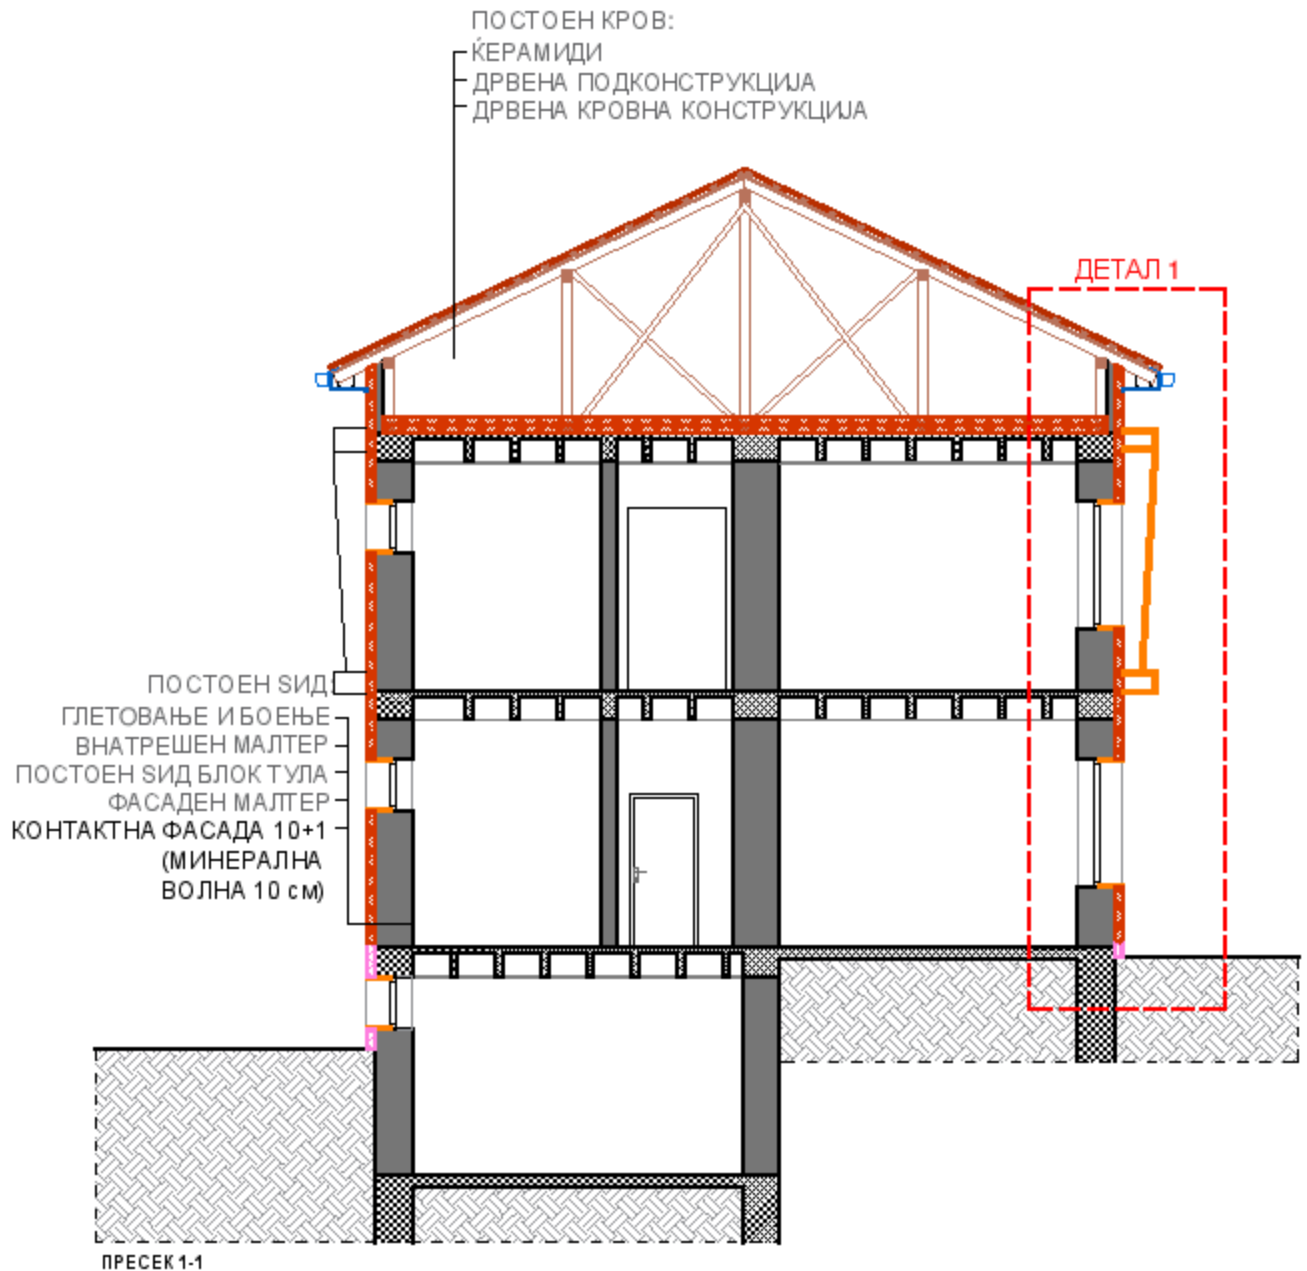 ПОСТОЕН КРОВ:
ЌЕРАМИДИ
ДРВЕНА ПОДКОНСТРУКЦИЈА
ДРВЕНА КРОВНА КОНСТРУКЦИЈА
ДЕТАЛ 1
ПОСТОЕН ЅИД:
ГЛЕТОВАЊЕ И БОЕЊЕ
ВНАТРЕШЕН МАЛТЕР
ПОСТОЕН ЅИД БЛОК ТУЛА
ФАСАДЕН МАЛТЕР
КОНТАКТНА ФАСАДА 10+1
(МИНЕРАЛНА
ВОЛНА 10 см)
ПРЕСЕК 1-1